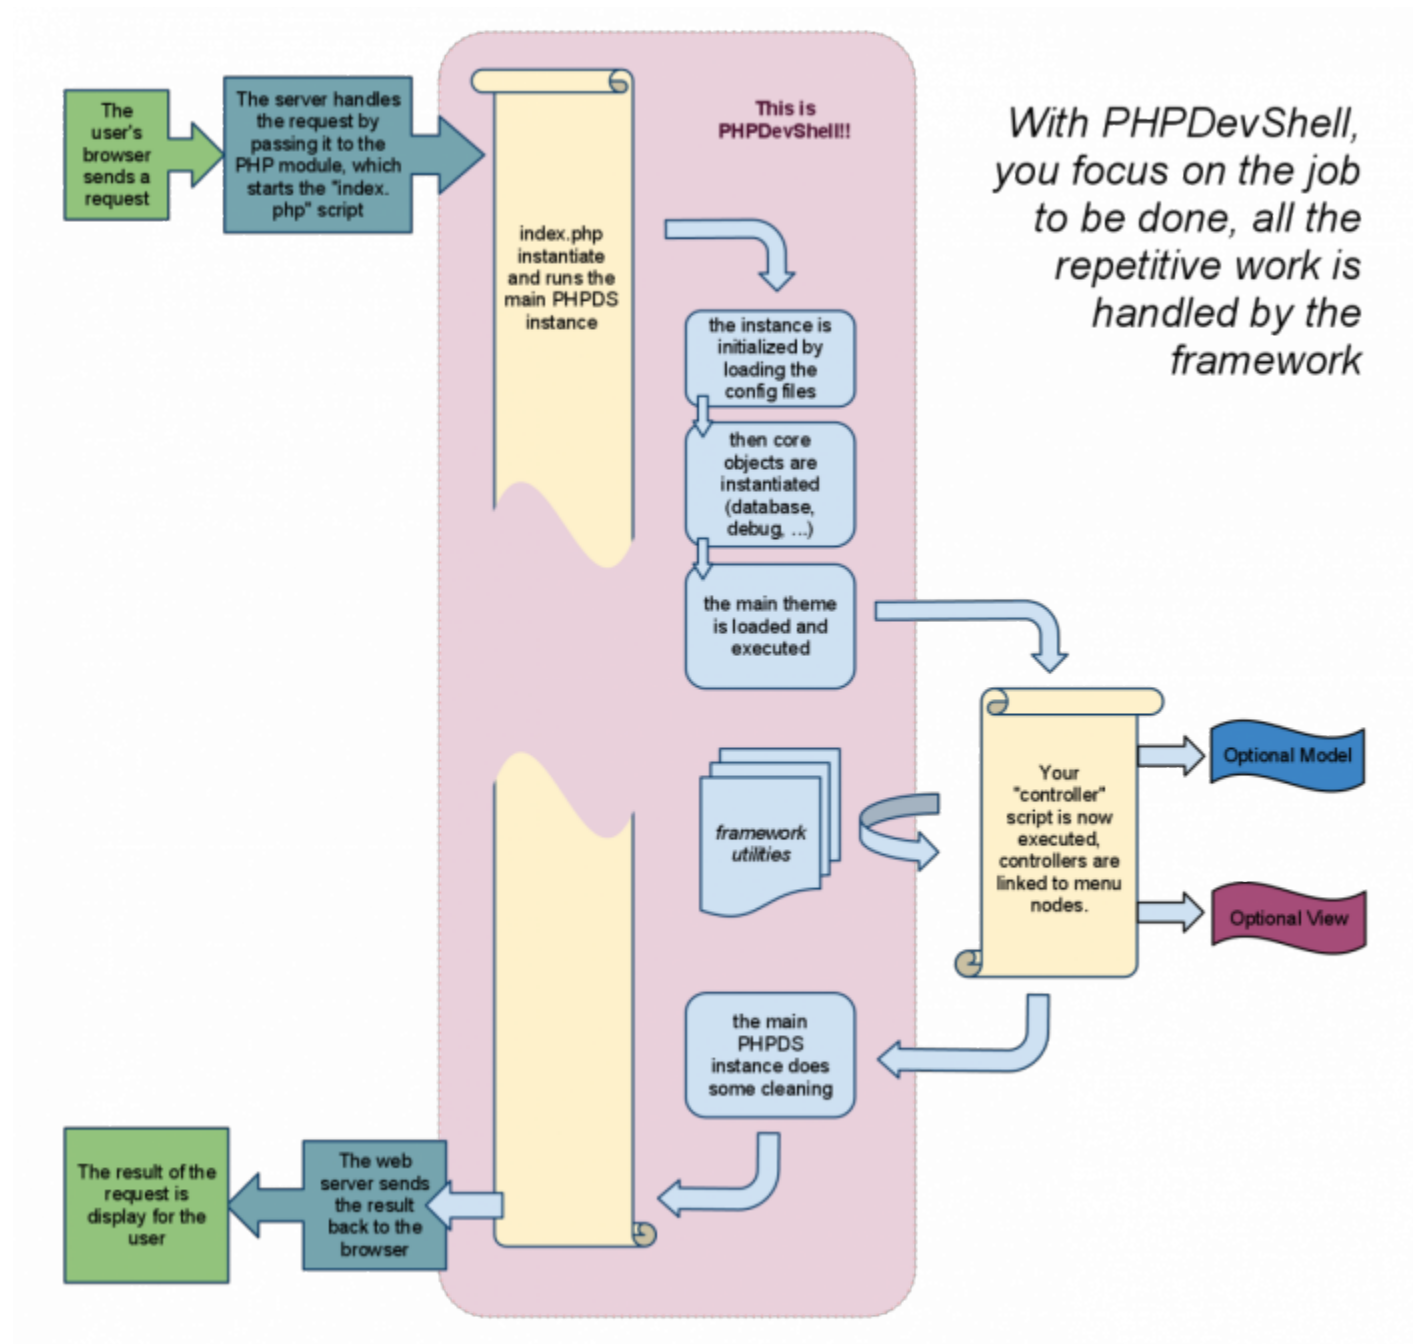 The
user's
browser
sends a
request
The server handles
the request by
passing it to the
PHP module, which
starts the "index.
php" script
This is
PHPDevShell!!
With PHPDevShell,
you focus on the job
to be done, all the
repetitive work is
handled by the
framework
index.php
instantiate
and runs the
main PHPDS
instance
the instance is
initialized by
loading the
config files
then core
objects are
instantiated
(database,
debug, ...)
the main theme
is loaded and
executed
Your
"controller"
script is now
executed,
controllers are
linked to menu
nodes.
Optional Model
Optional View
framework
utilities
the main
PHPDS
instance does
some cleaning
The web
server sends
the result
back to the
browser
The result of the
request is
display for the
user